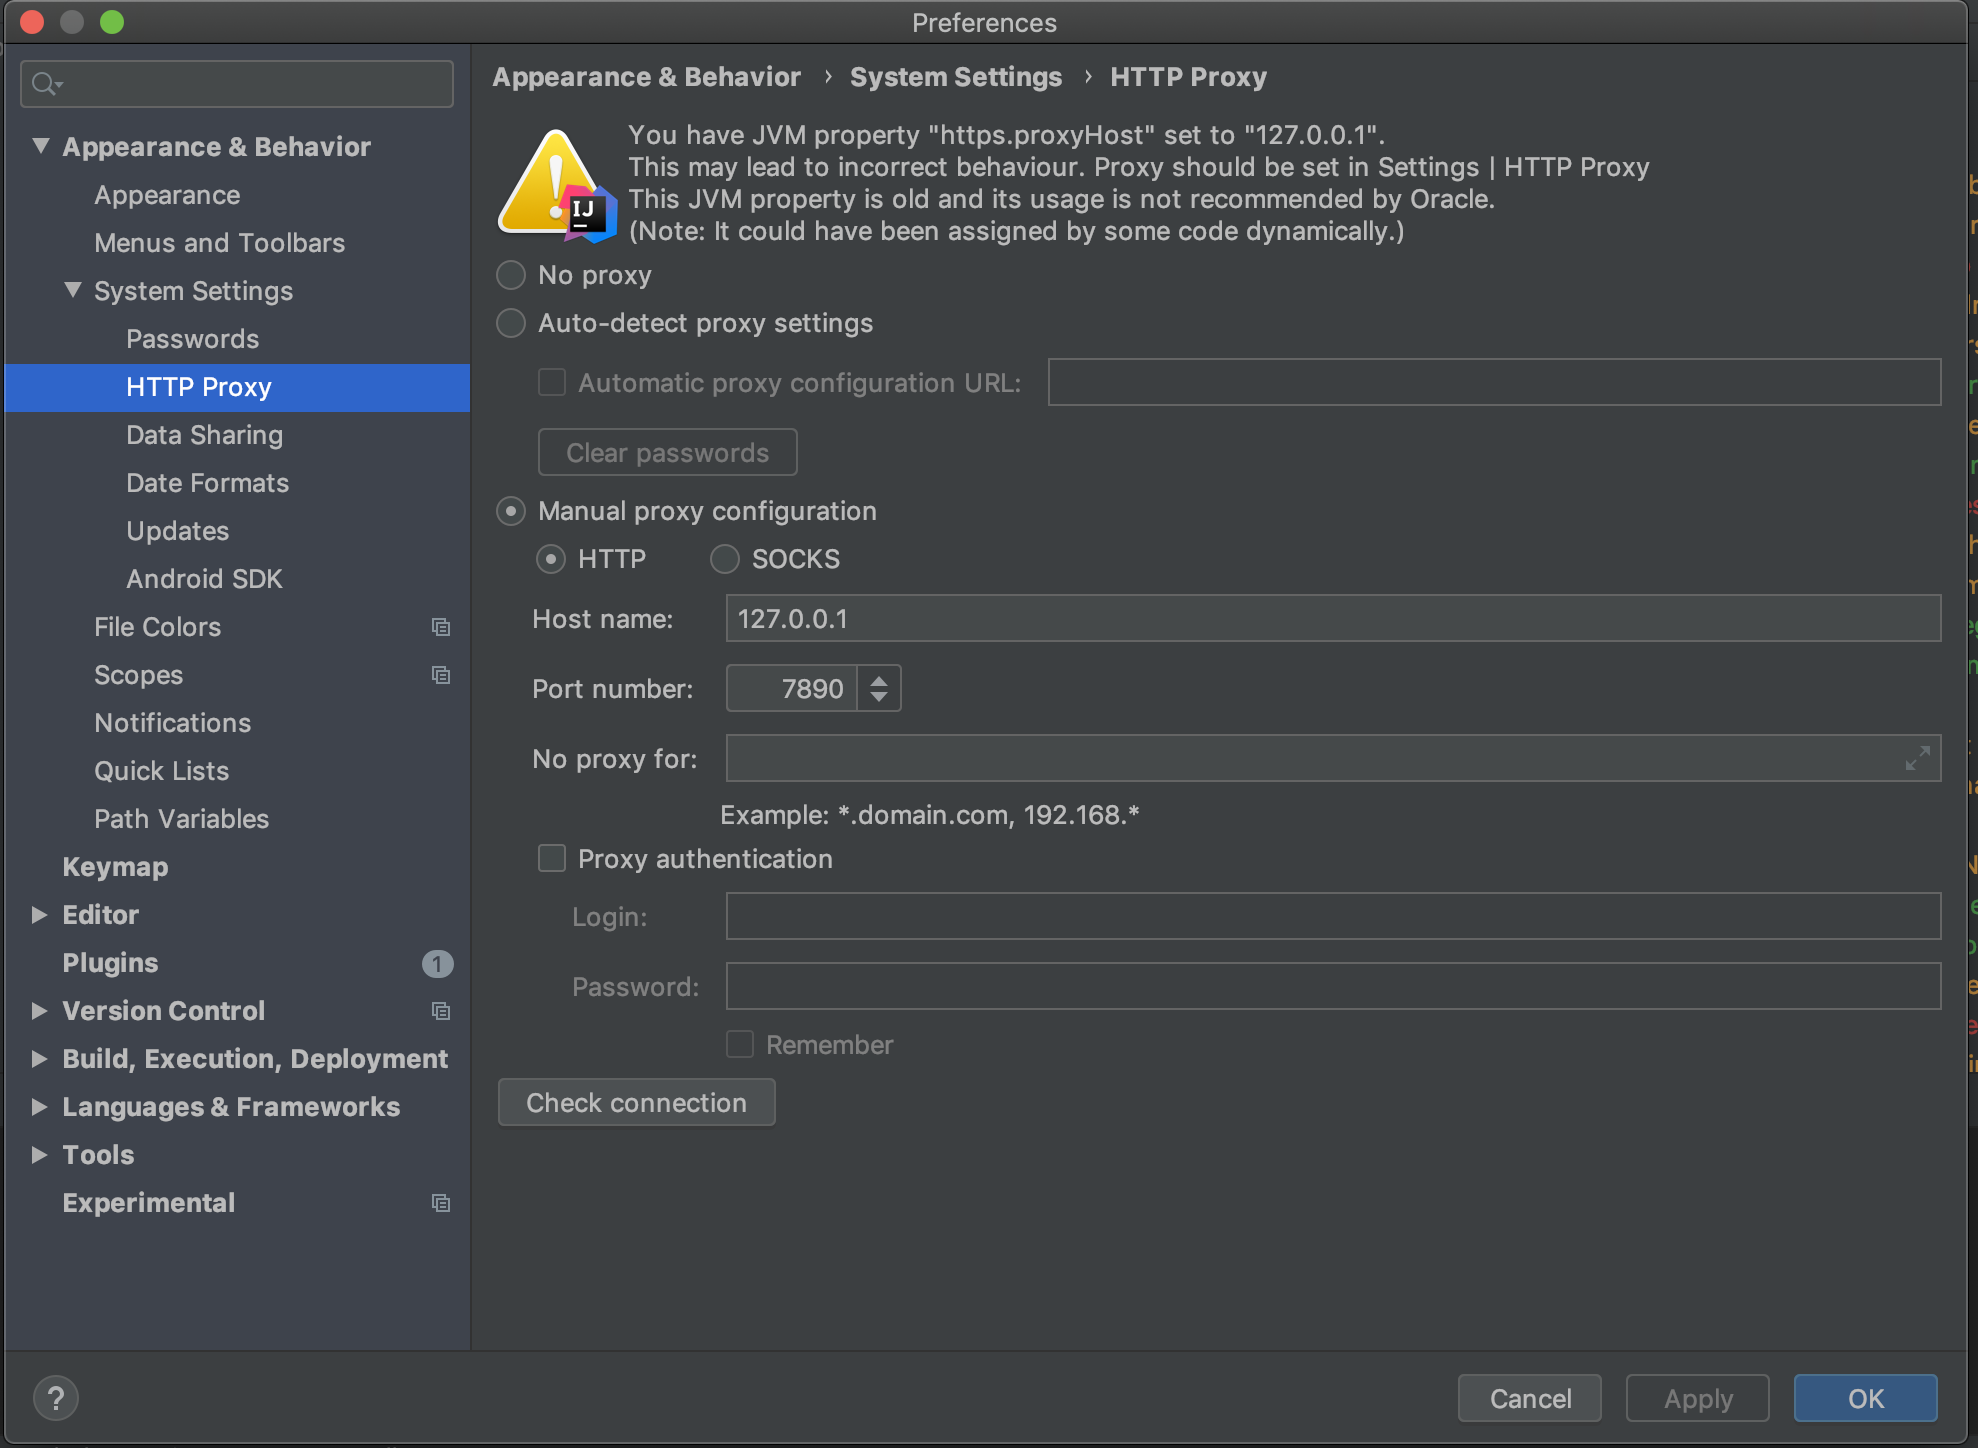 Preferences
Appearance & Behavior › System Settings › HTTP Proxy
Appearance & Behavior
Appearance
Menus and Toolbars
System Settings
Passwords
HTTP Proxy
Data Sharing
Date Formats
Updates
Android SDK
File Colors
Scopes
Notifications
Quick Lists
Path Variables
Keymap
Editor
Plugins 1
Version Control
Build, Execution, Deployment
Languages & Frameworks
Tools
Experimental
IJ
You have JVM property "https.proxyHost" set to "127.0.0.1".
This may lead to incorrect behaviour. Proxy should be set in Settings | HTTP Proxy
This JVM property is old and its usage is not recommended by Oracle.
(Note: It could have been assigned by some code dynamically.)
No proxy
Auto-detect proxy settings
Automatic proxy configuration URL:
Clear passwords
Manual proxy configuration
HTTP SOCKS
Host name: 127.0.0.1
Port number: 7890
No proxy for:
Example: *.domain.com, 192.168.*
Proxy authentication
Login:
Password:
Remember
Check connection
? Cancel Apply OK